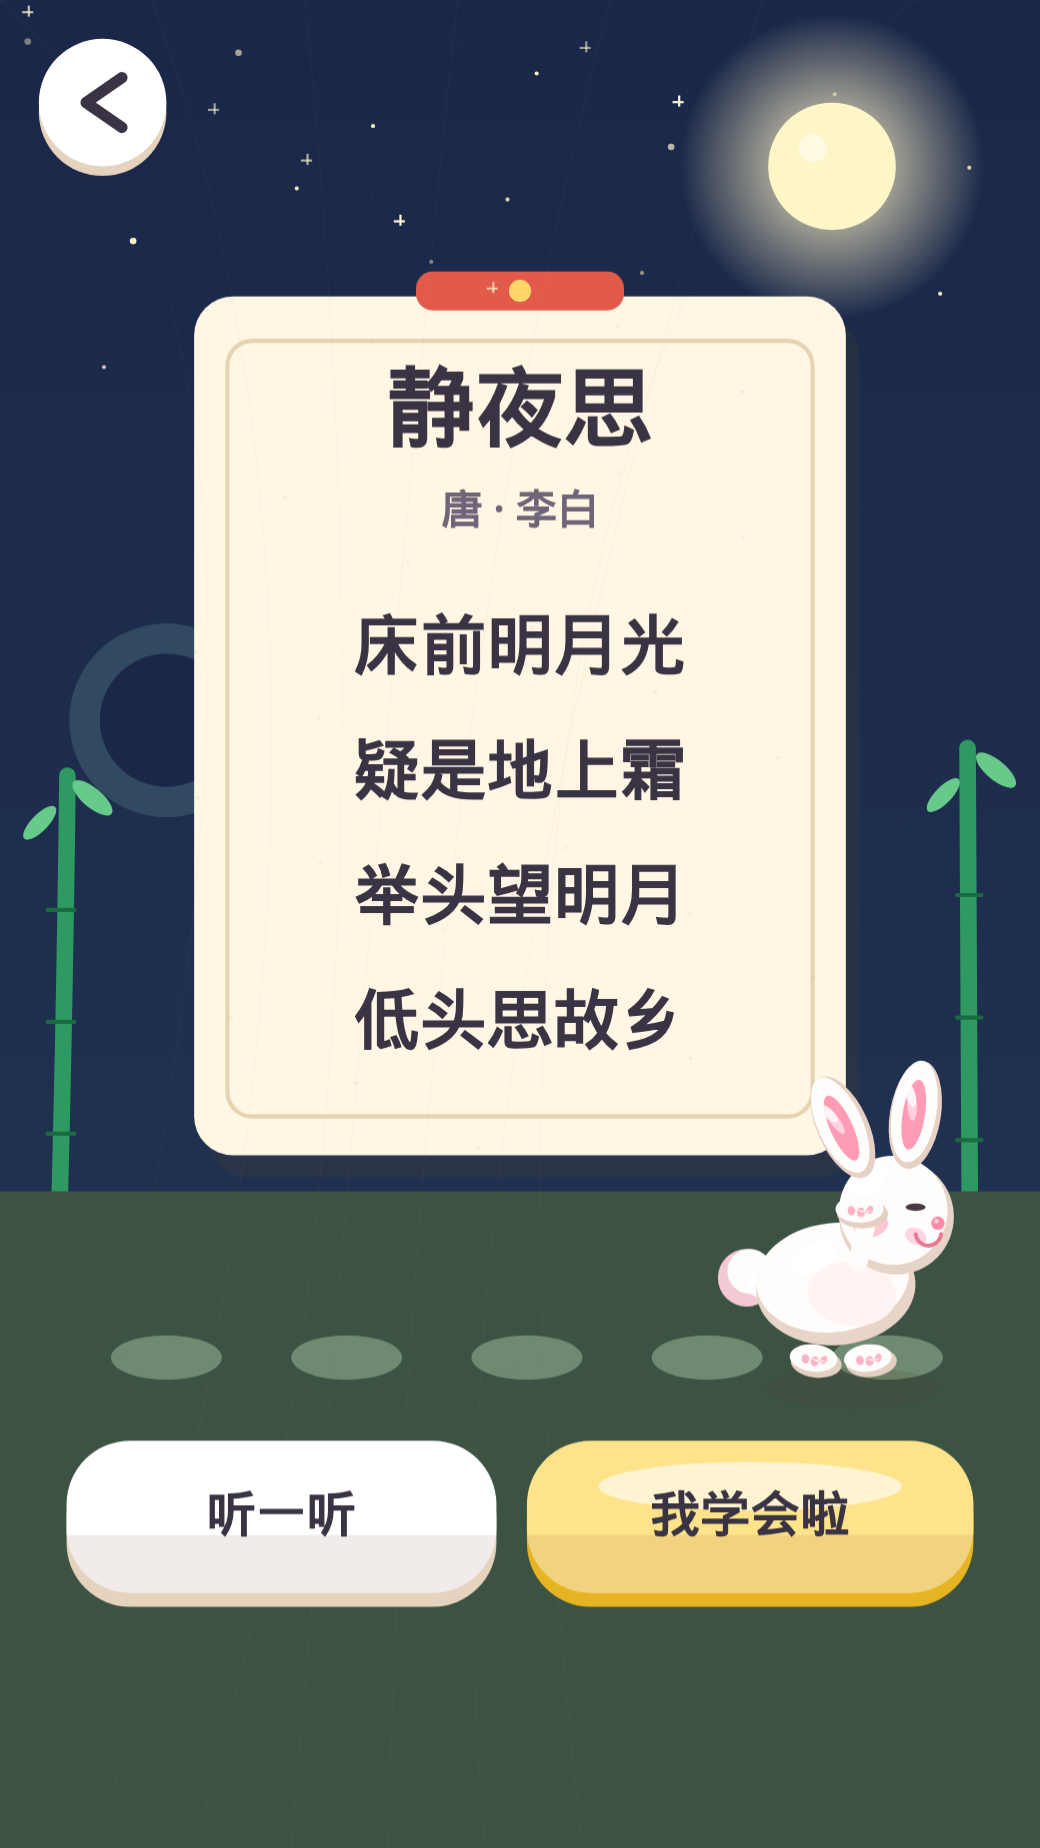 静夜思
唐·李白
床前明月光
疑是地上霜
举头望明月
低头思故乡
听一听
我学会啦